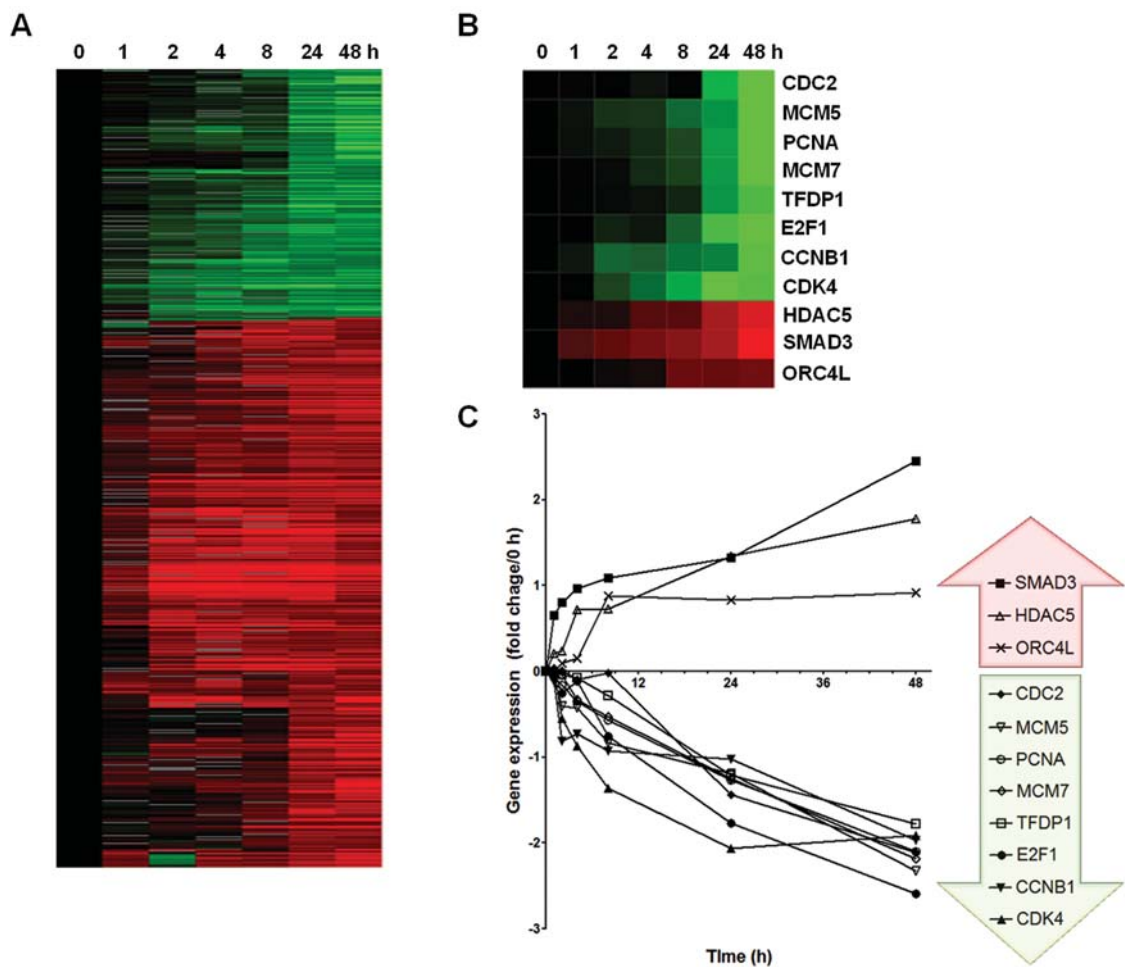 A
0 1 2 4 8 24 48 h
B
0 1 2 4 8 24 48 h
CDC2
MCM5
PCNA
MCM7
TFDP1
E2F1
CCNB1
CDK4
HDAC5
SMAD3
ORC4L
C
Gene expression (fold chage/0 h)
3
2
1
0
-1
-2
-3
12 24 36 48
TIme (h)
SMAD3
HDAC5
ORC4L
CDC2
MCM5
PCNA
MCM7
TFDP1
E2F1
CCNB1
CDK4